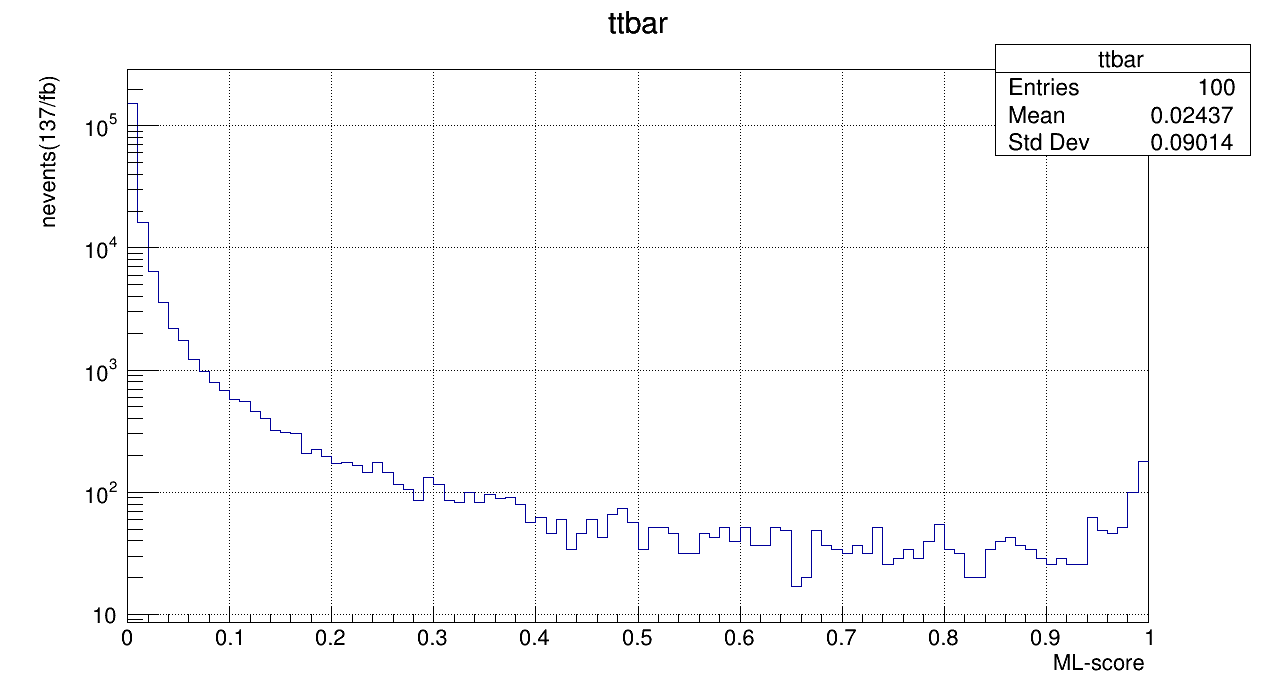 ttbar
ttbar
Entries 100
Mean 0.02437
Std Dev 0.09014
nevents(137/fb)
10^5
10^4
10^3
10^2
10
0 0.1 0.2 0.3 0.4 0.5 0.6 0.7 0.8 0.9 1
ML-score